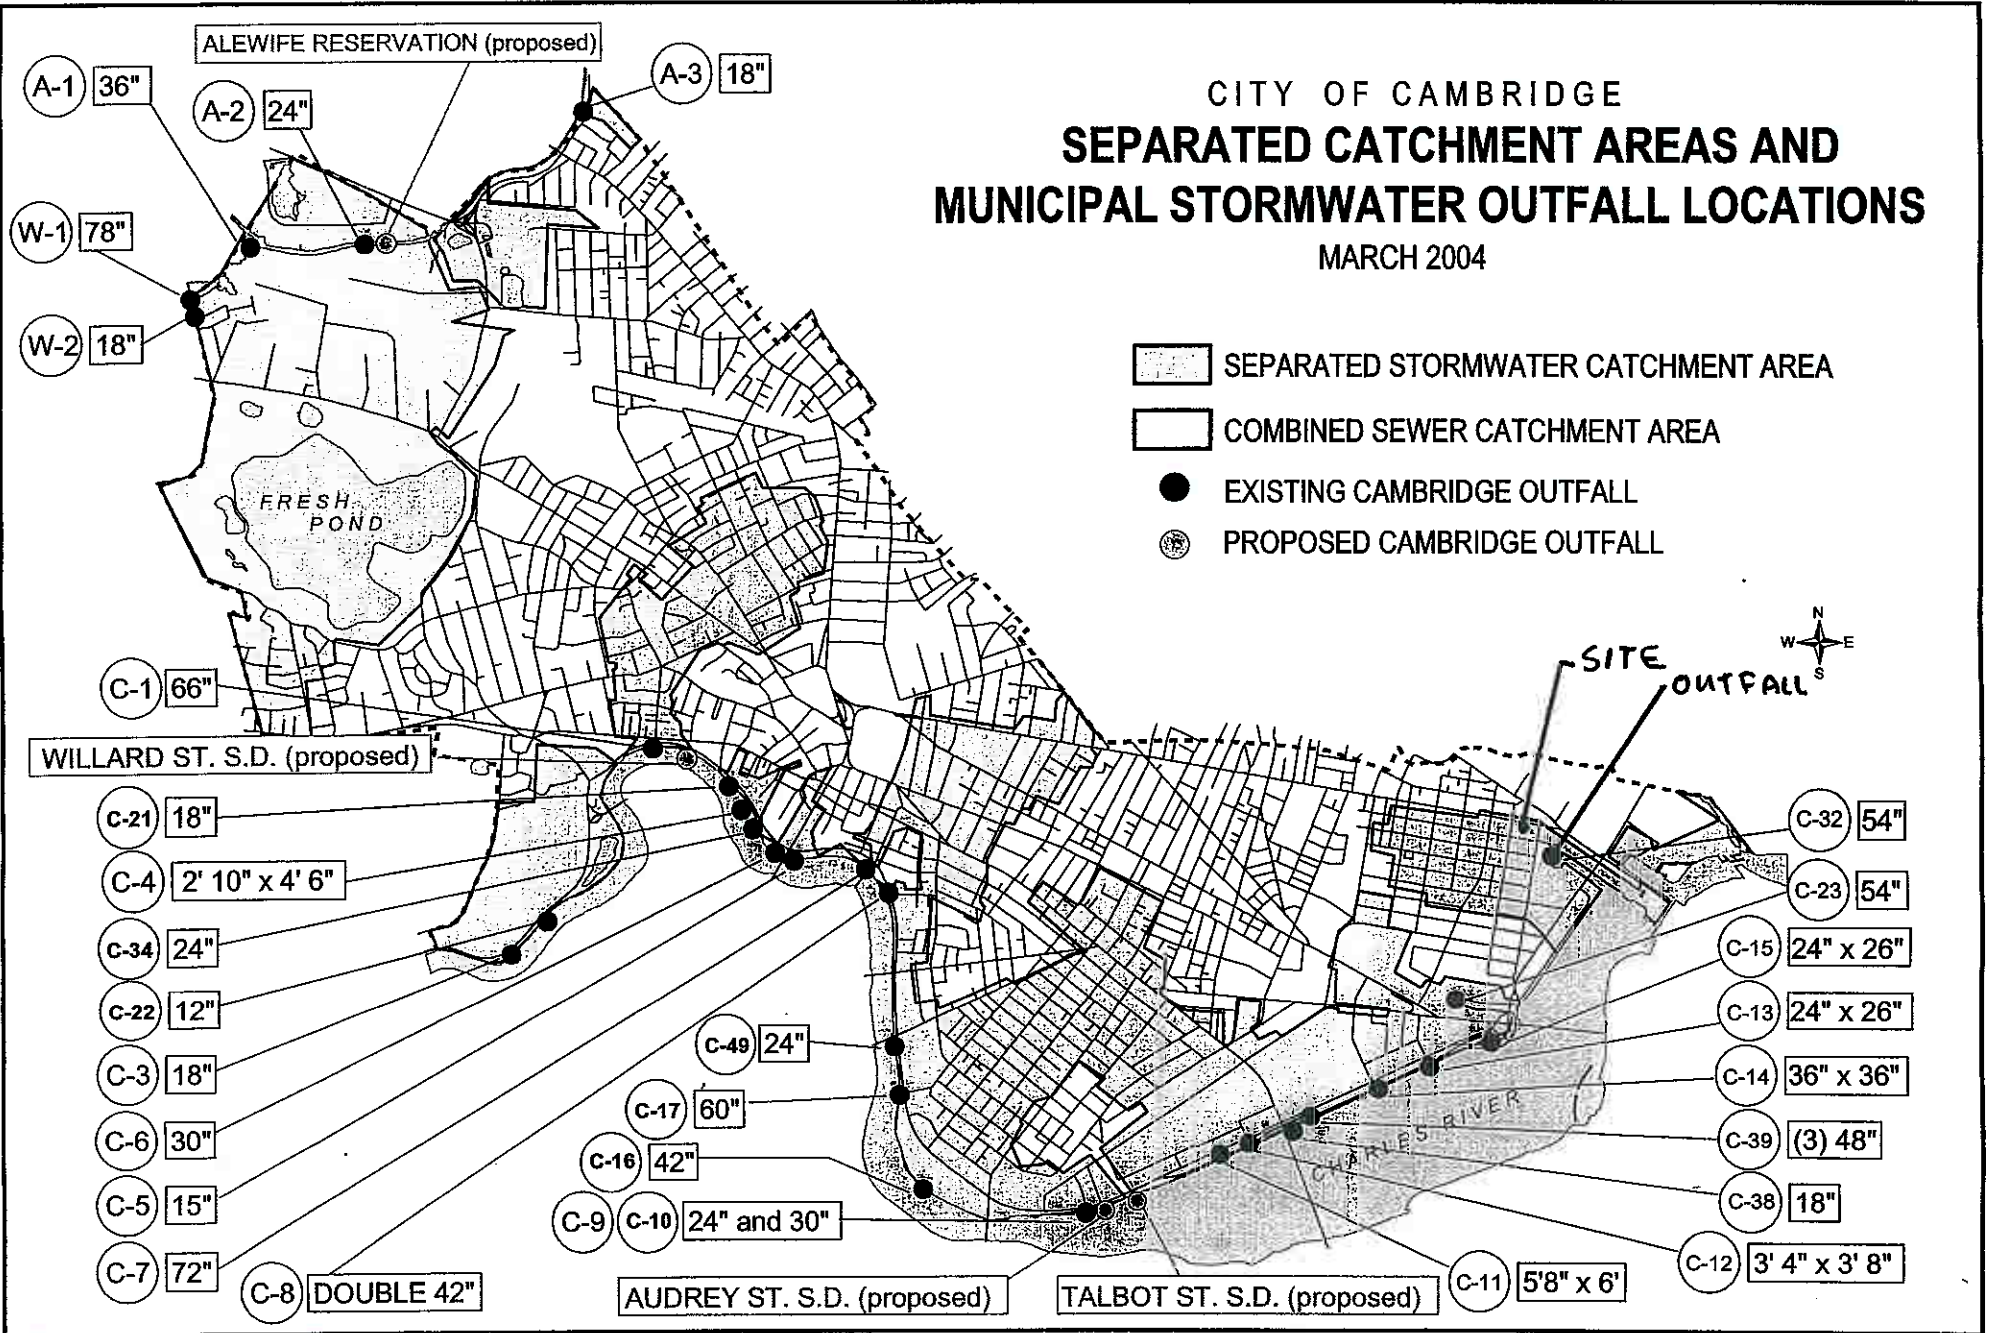 ALEWIFE RESERVATION (proposed)
A-1 36"
A-2 24"
A-3 18"
CITY OF CAMBRIDGE
SEPARATED CATCHMENT AREAS AND
MUNICIPAL STORMWATER OUTFALL LOCATIONS
MARCH 2004
W-1 78"
W-2 18"
SEPARATED STORMWATER CATCHMENT AREA
COMBINED SEWER CATCHMENT AREA
EXISTING CAMBRIDGE OUTFALL
PROPOSED CAMBRIDGE OUTFALL
FRESH
POND
N
W E
S
SITE
OUTFALL
C-1 66"
WILLARD ST. S.D. (proposed)
C-21 18"
C-4 2' 10" x 4' 6"
C-34 24"
C-22 12"
C-3 18"
C-6 30"
C-5 15"
C-7 72"
C-8 DOUBLE 42"
C-49 24"
C-17 60"
C-16 42"
C-9 C-10 24" and 30"
AUDREY ST. S.D. (proposed)
TALBOT ST. S.D. (proposed)
CHARLES RIVER
C-32 54"
C-23 54"
C-15 24" x 26"
C-13 24" x 26"
C-14 36" x 36"
C-39 (3) 48"
C-38 18"
C-12 3' 4" x 3' 8"
C-11 5'8" x 6'